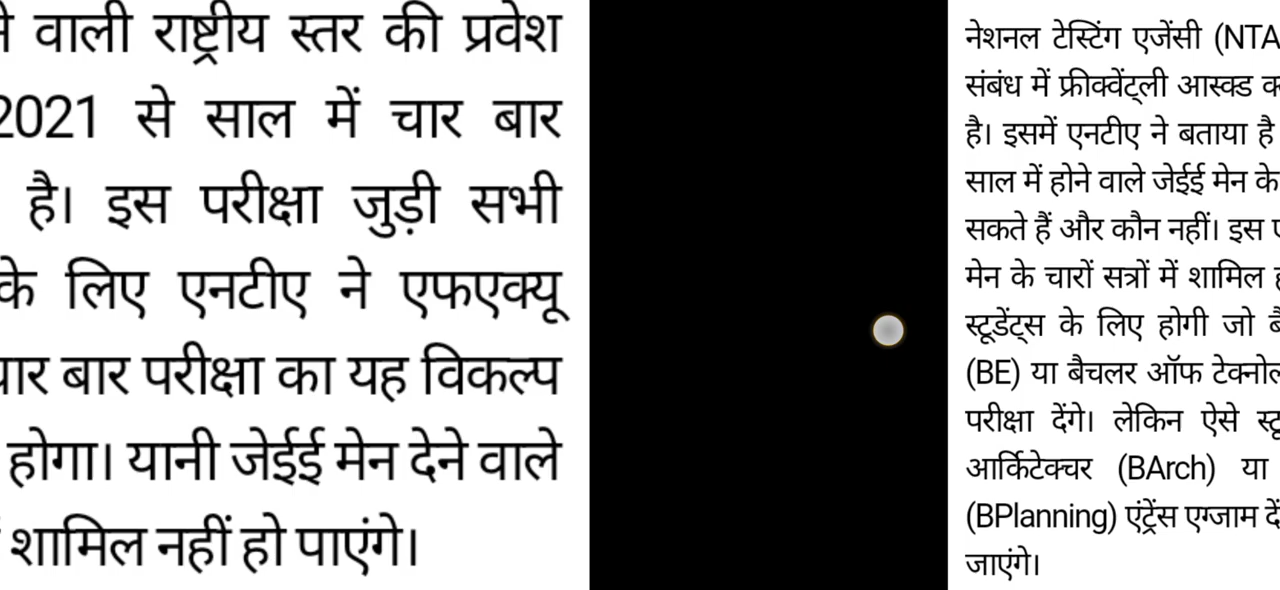 वाली राष्ट्रीय स्तर की प्रवेश
2021 से साल में चार बार
है। इस परीक्षा जुड़ी सभी
के लिए एनटीए ने एफएक्यू
बार परीक्षा का यह विकल्प
होगा। यानी जेईई मेन देने वाले
शामिल नहीं हो पाएंगे।
नेशनल टेस्टिंग एजेंसी (NTA
संबंध में फ्रीक्वेंट्ली आस्क्ड
है। इसमें एनटीए ने बताया है
साल में होने वाले जेईई मेन के
सकते हैं और कौन नहीं। इस
मेन के चारों सत्रों में शामिल
स्टूडेंट्स के लिए होगी जो
(BE) या बैचलर ऑफ
परीक्षा देंगे। लेकिन ऐसे
आर्किटेक्चर (BArch) या
(BPlanning) एंट्रेंस एग्जाम
जाएंगे।